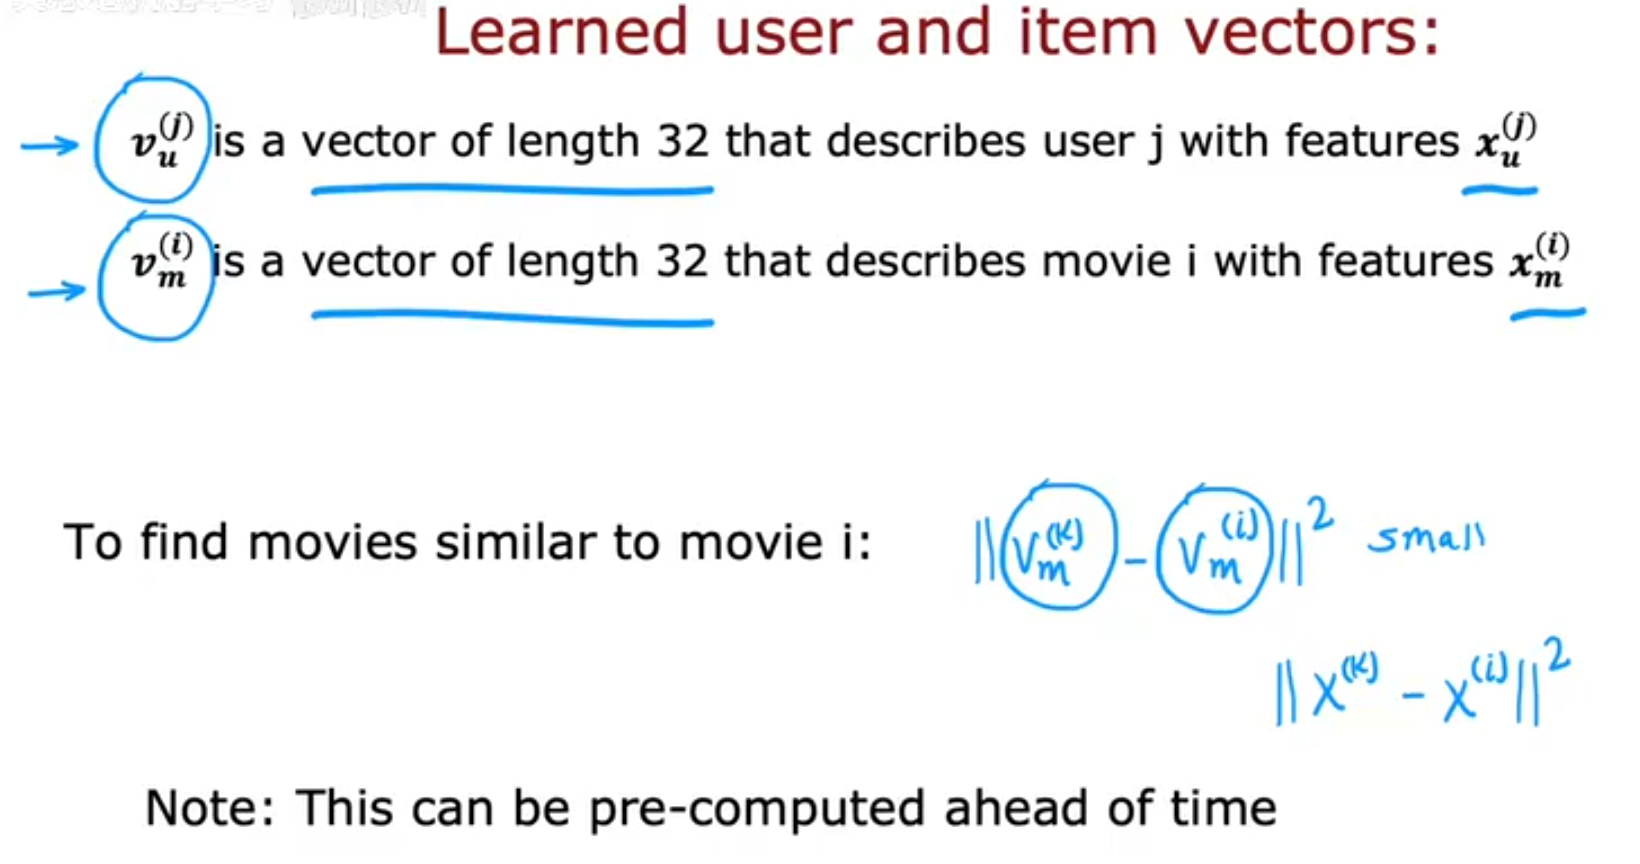 Learned user and item vectors:
→ v_u^(j) is a vector of length 32 that describes user j with features x_u^(j)
→ v_m^(i) is a vector of length 32 that describes movie i with features x_m^(i)
To find movies similar to movie i: ||v_m^(k) - v_m^(i)||^2 small
||x^(k) - x^(i)||^2
Note: This can be pre-computed ahead of time